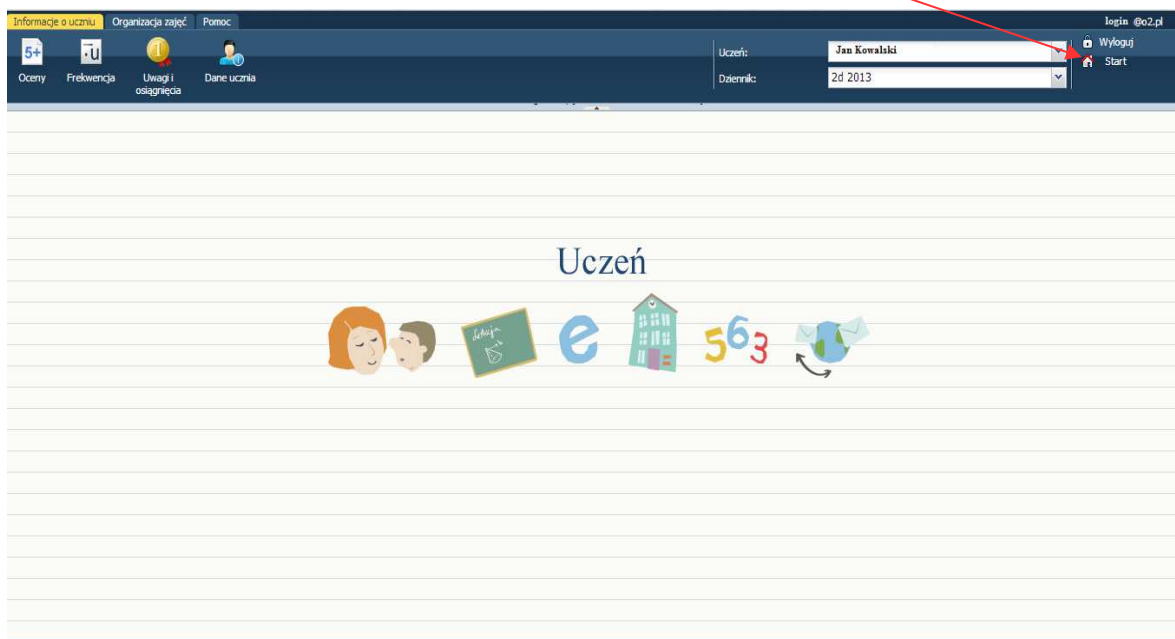 Informacje o uczniu Organizacja zajęć Pomoc login @o2.pl
5+ u 1
Oceny Frekwencja Uwagi i osiągnięcia Dane ucznia
Uczeń: Jan Kowalski
Dziennik: 2d 2013
Wyloguj
Start
Uczeń
e 563